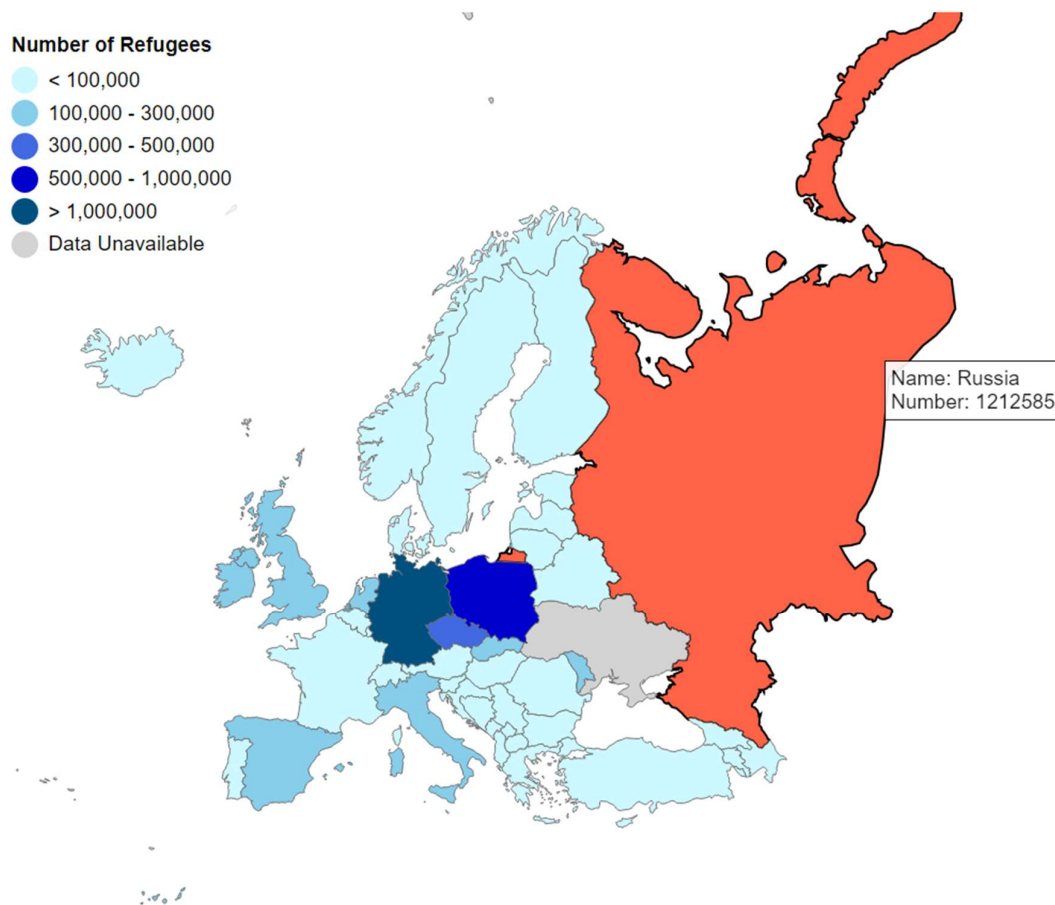 Number of Refugees
< 100,000
100,000 - 300,000
300,000 - 500,000
500,000 - 1,000,000
> 1,000,000
Data Unavailable
Name: Russia
Number: 1212585